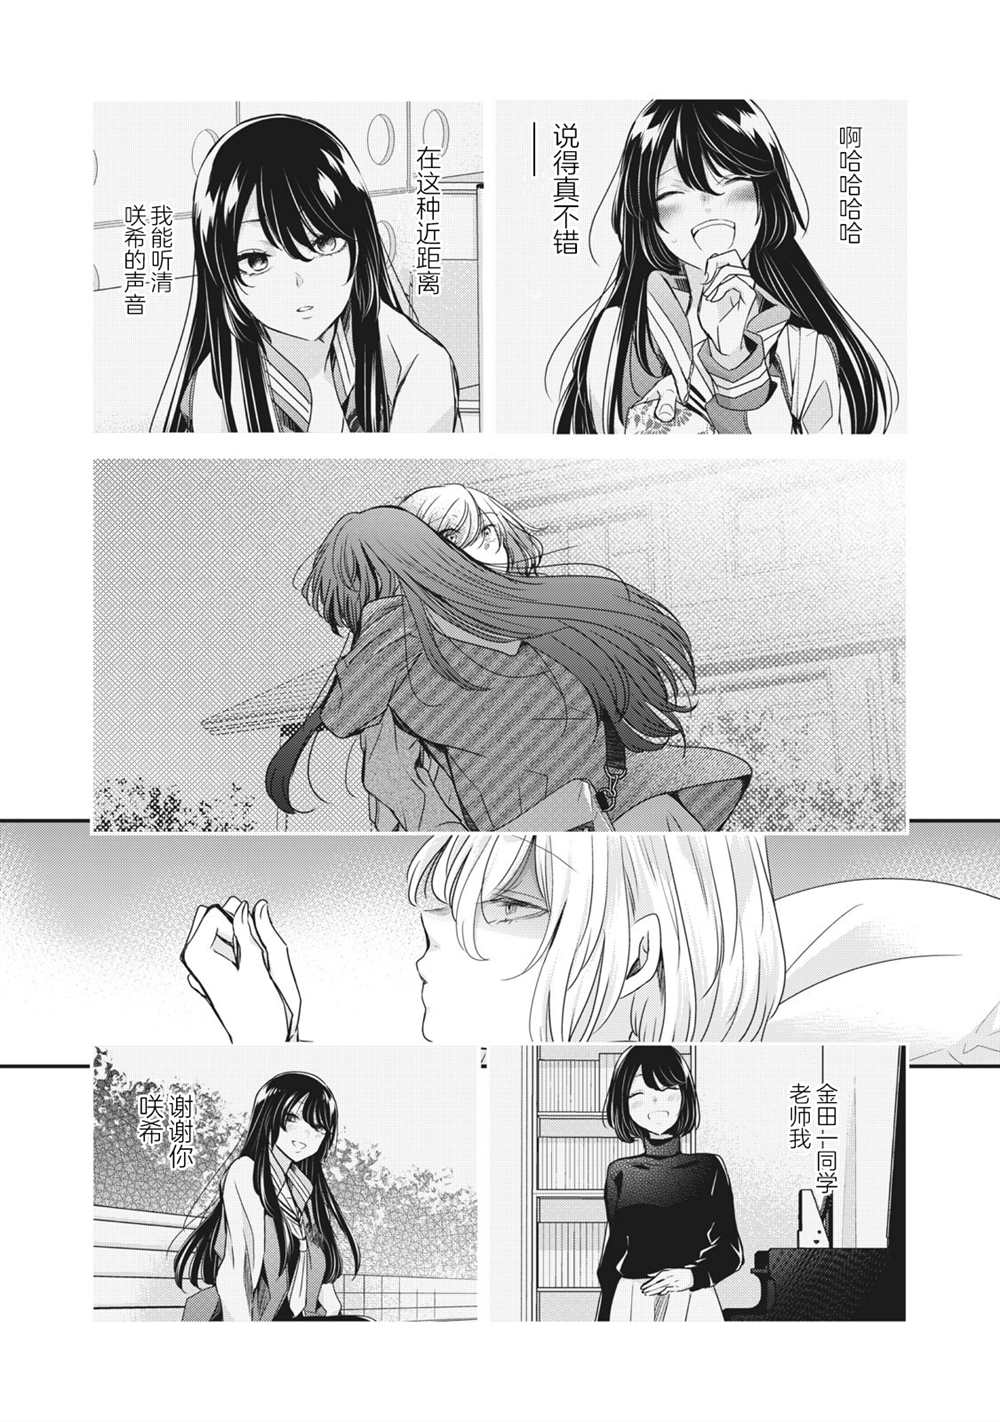 啊哈哈哈哈
说得真不错
——
在这种近距离
我能听清
咲希的声音
金田一同学
老师我
谢谢你
咲希